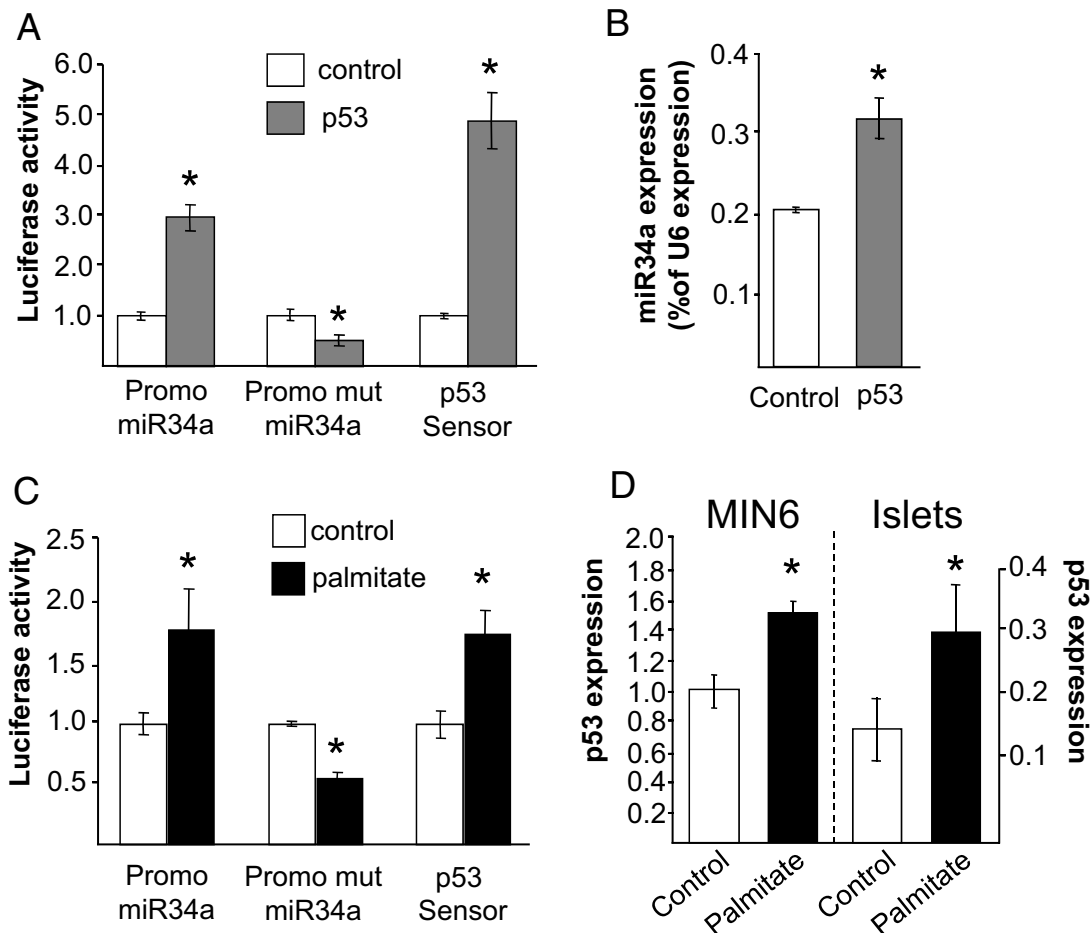 A
Luciferase activity
6.0
5.0
4.0
3.0
2.0
1.0
control
p53
*
*
*
Promo
miR34a
Promo mut
miR34a
p53
Sensor
B
miR34a expression
(%of U6 expression)
0.4
0.3
0.2
0.1
*
Control
p53
C
Luciferase activity
2.5
2.0
1.5
1.0
0.5
control
palmitate
*
*
*
Promo
miR34a
Promo mut
miR34a
p53
Sensor
D
MIN6
Islets
p53 expression
2.0
1.8
1.6
1.4
1.2
1.0
0.8
0.6
0.4
0.2
*
*
0.4
0.3
0.2
0.1
p53 expression
Control
Palmitate
Control
Palmitate